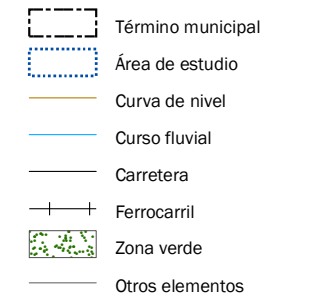 Término municipal
Área de estudio
Curva de nivel
Curso fluvial
Carretera
Ferrocarril
Zona verde
Otros elementos